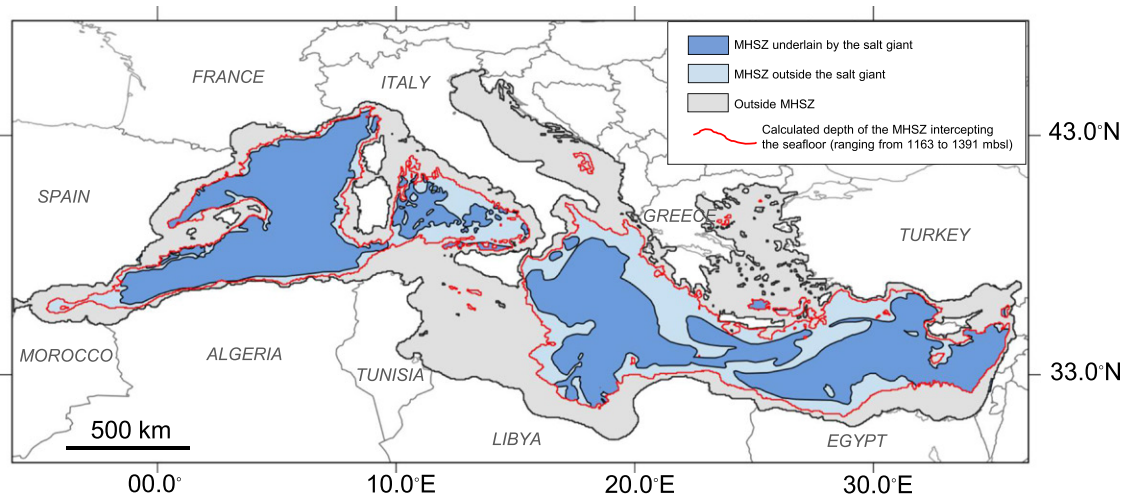 MHSZ underlain by the salt giant
MHSZ outside the salt giant
Outside MHSZ
Calculated depth of the MHSZ intercepting
the seafloor (ranging from 1163 to 1391 mbsl)
FRANCE
ITALY
43.0°N
SPAIN
GREECE
TURKEY
MOROCCO
ALGERIA
TUNISIA
33.0°N
500 km
LIBYA
EGYPT
00.0°
10.0°E
20.0°E
30.0°E